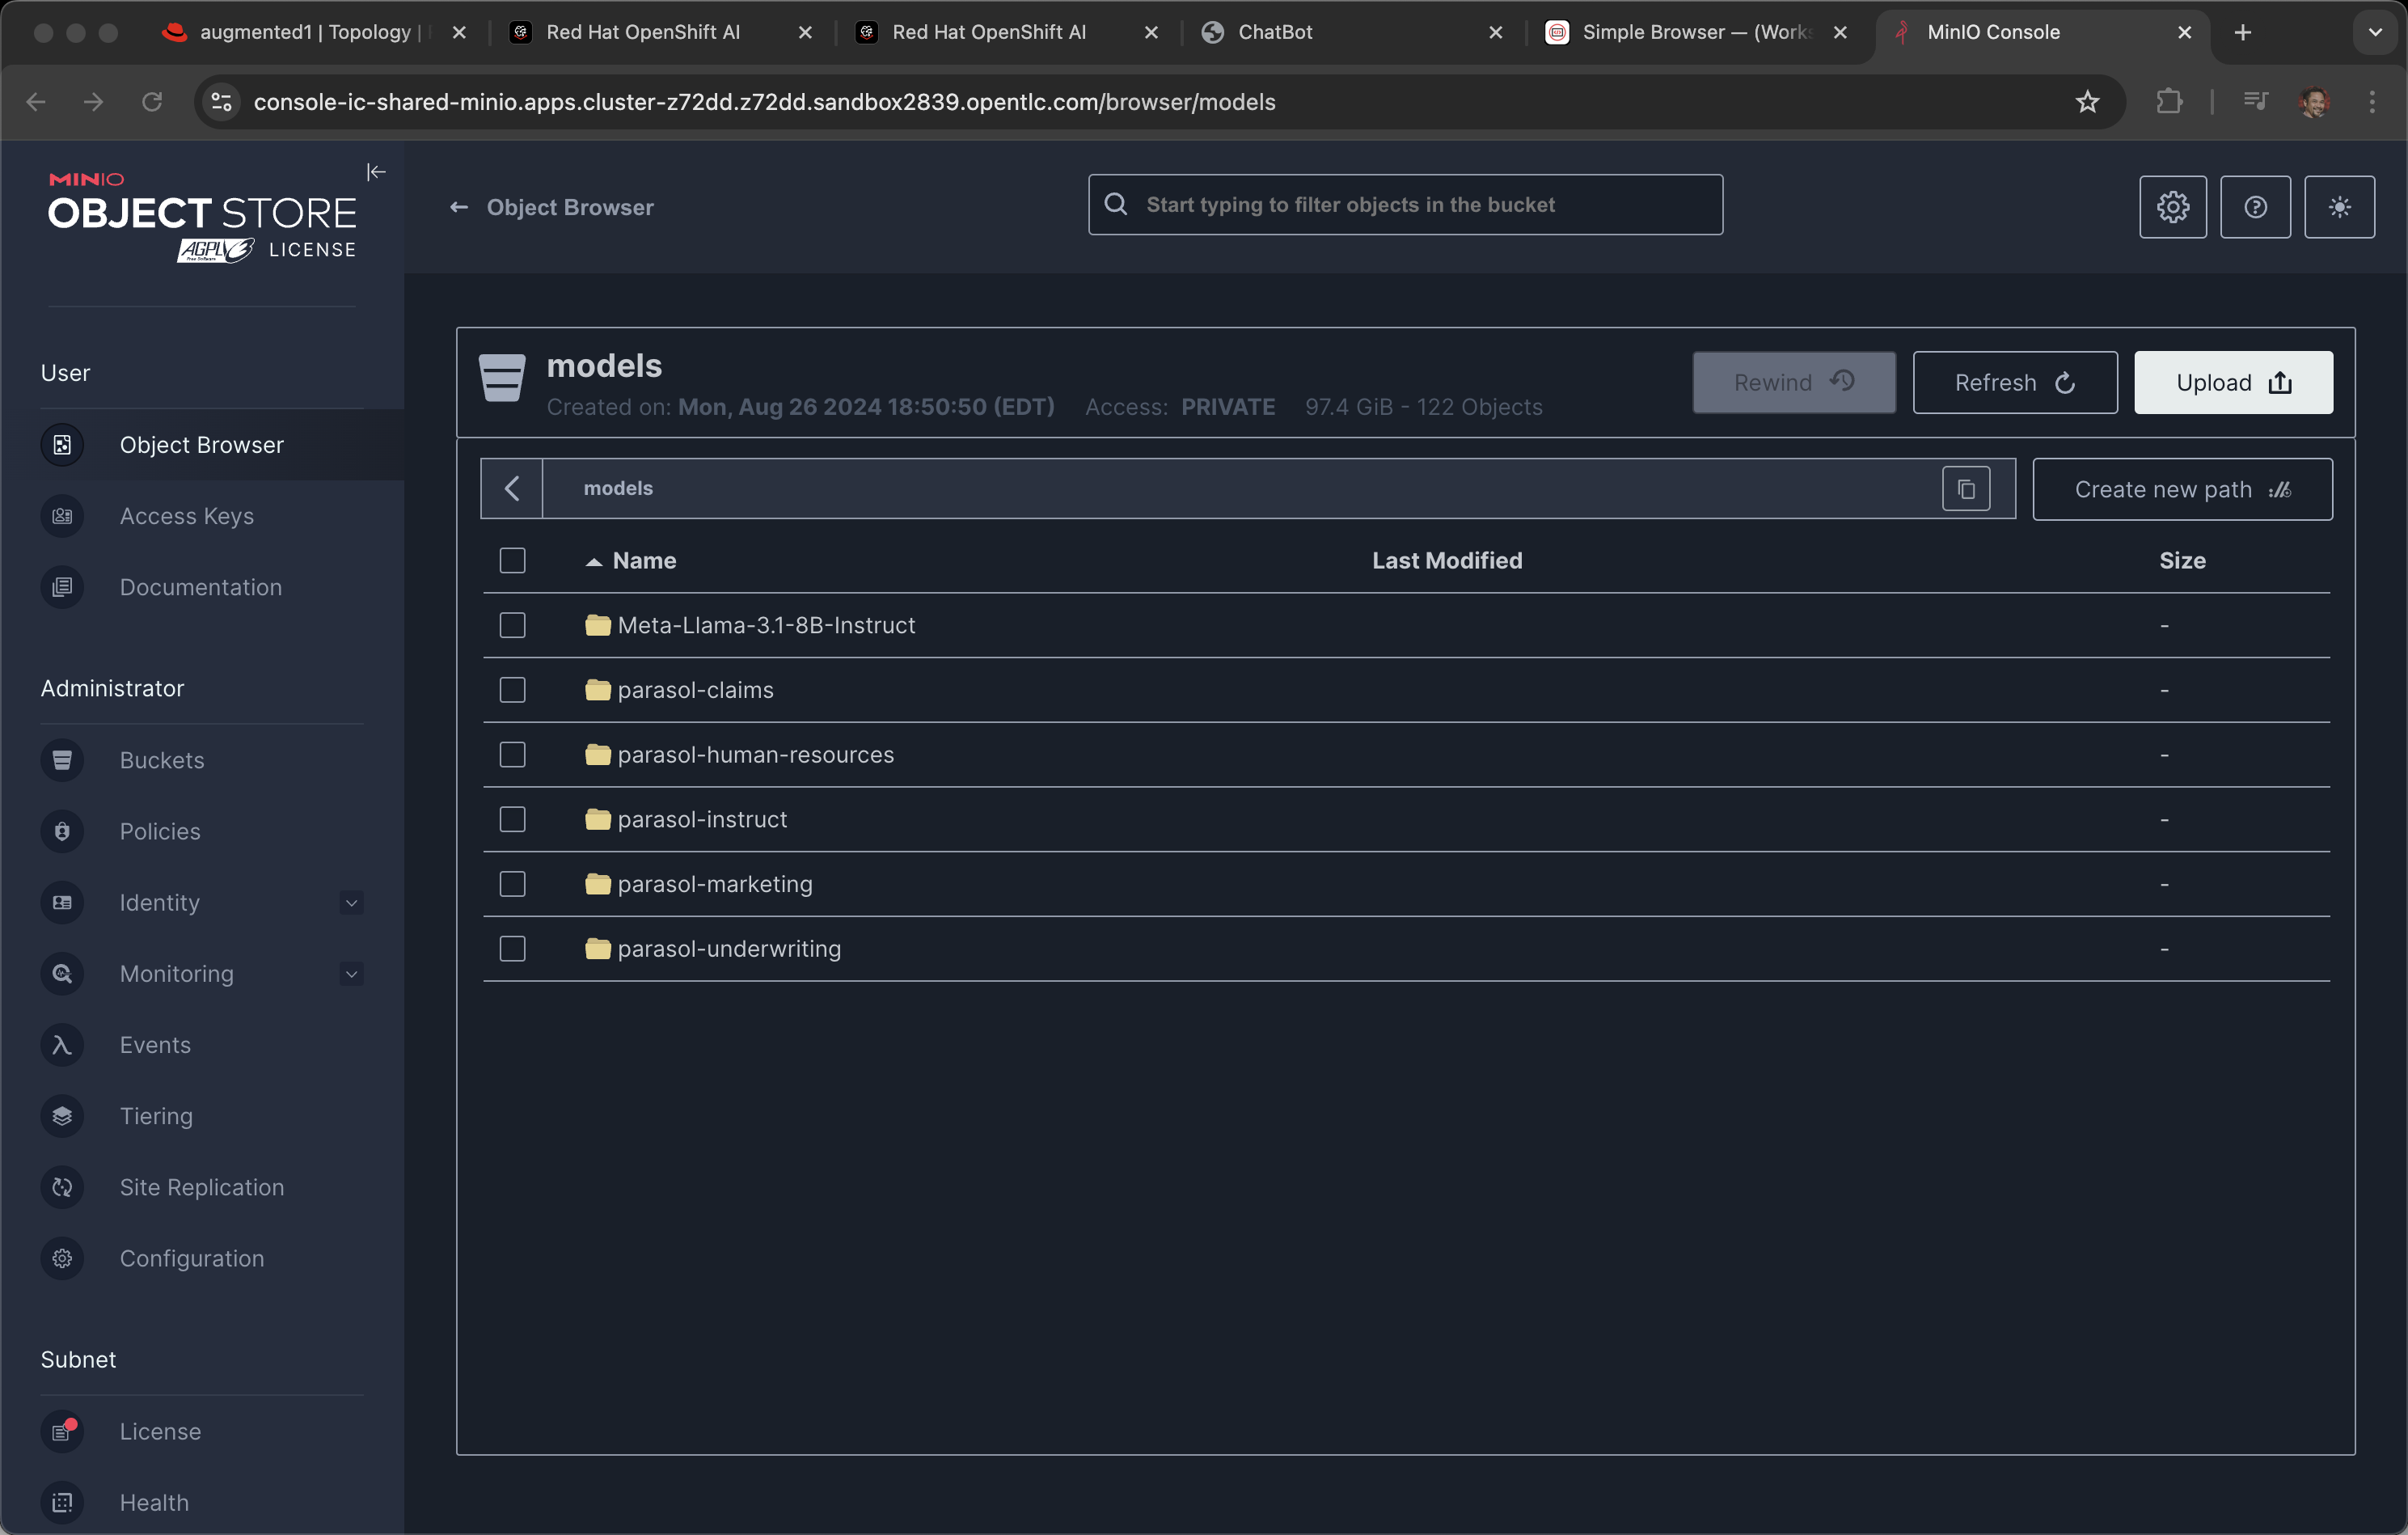 augmented1 | Topology |
Red Hat OpenShift AI
Red Hat OpenShift AI
ChatBot
Simple Browser — (Works
MinIO Console
console-ic-shared-minio.apps.cluster-z72dd.z72dd.sandbox2839.opentlc.com/browser/models
MINIO
OBJECT STORE
AGPL v3 LICENSE
Free Software
Object Browser
Start typing to filter objects in the bucket
User
Object Browser
Access Keys
Documentation
Administrator
Buckets
Policies
Identity
Monitoring
Events
Tiering
Site Replication
Configuration
Subnet
License
Health
models
Created on: Mon, Aug 26 2024 18:50:50 (EDT) Access: PRIVATE 97.4 GiB - 122 Objects
Rewind
Refresh
Upload
models
Create new path
Name Last Modified Size
Meta-Llama-3.1-8B-Instruct -
parasol-claims -
parasol-human-resources -
parasol-instruct -
parasol-marketing -
parasol-underwriting -